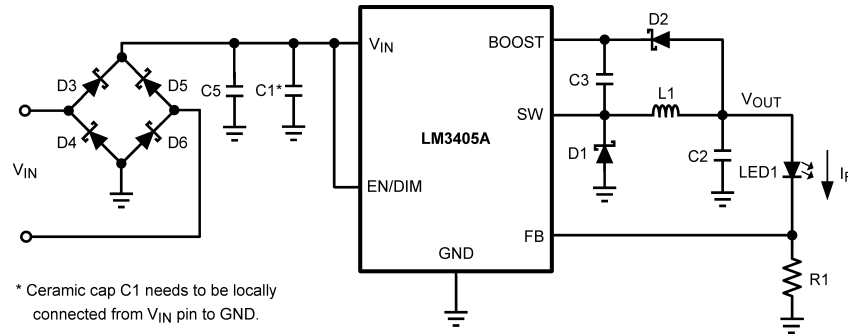 D2
V_IN
BOOST
D3
D5
C5
C1*
C3
L1
V_OUT
SW
LM3405A
D4
D6
D1
C2
LED1
I_F
V_IN
EN/DIM
FB
GND
R1
* Ceramic cap C1 needs to be locally
connected from V_IN pin to GND.